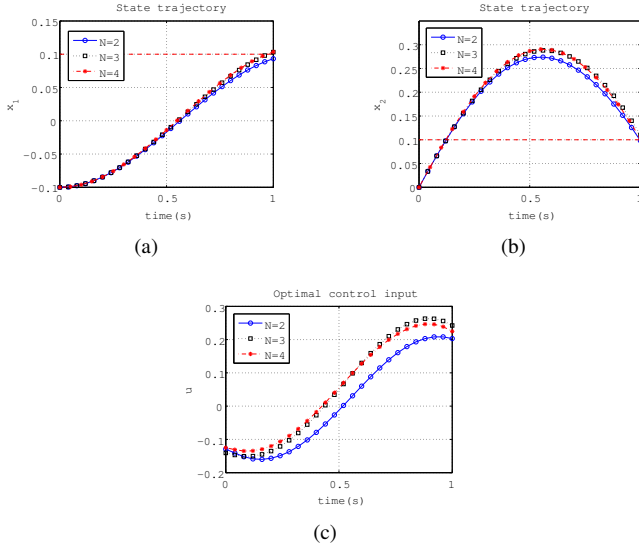 State trajectory
0.15
0.1
0.05
0
−0.05
−0.1
x1
N=2
N=3
N=4
0
0.5
1
time(s)
(a)
State trajectory
0.3
0.25
0.2
0.15
0.1
0.05
0
x2
N=2
N=3
N=4
0
0.5
1
time(s)
(b)
Optimal control input
0.3
0.2
0.1
0
−0.1
−0.2
u
N=2
N=3
N=4
0
0.5
1
time(s)
(c)